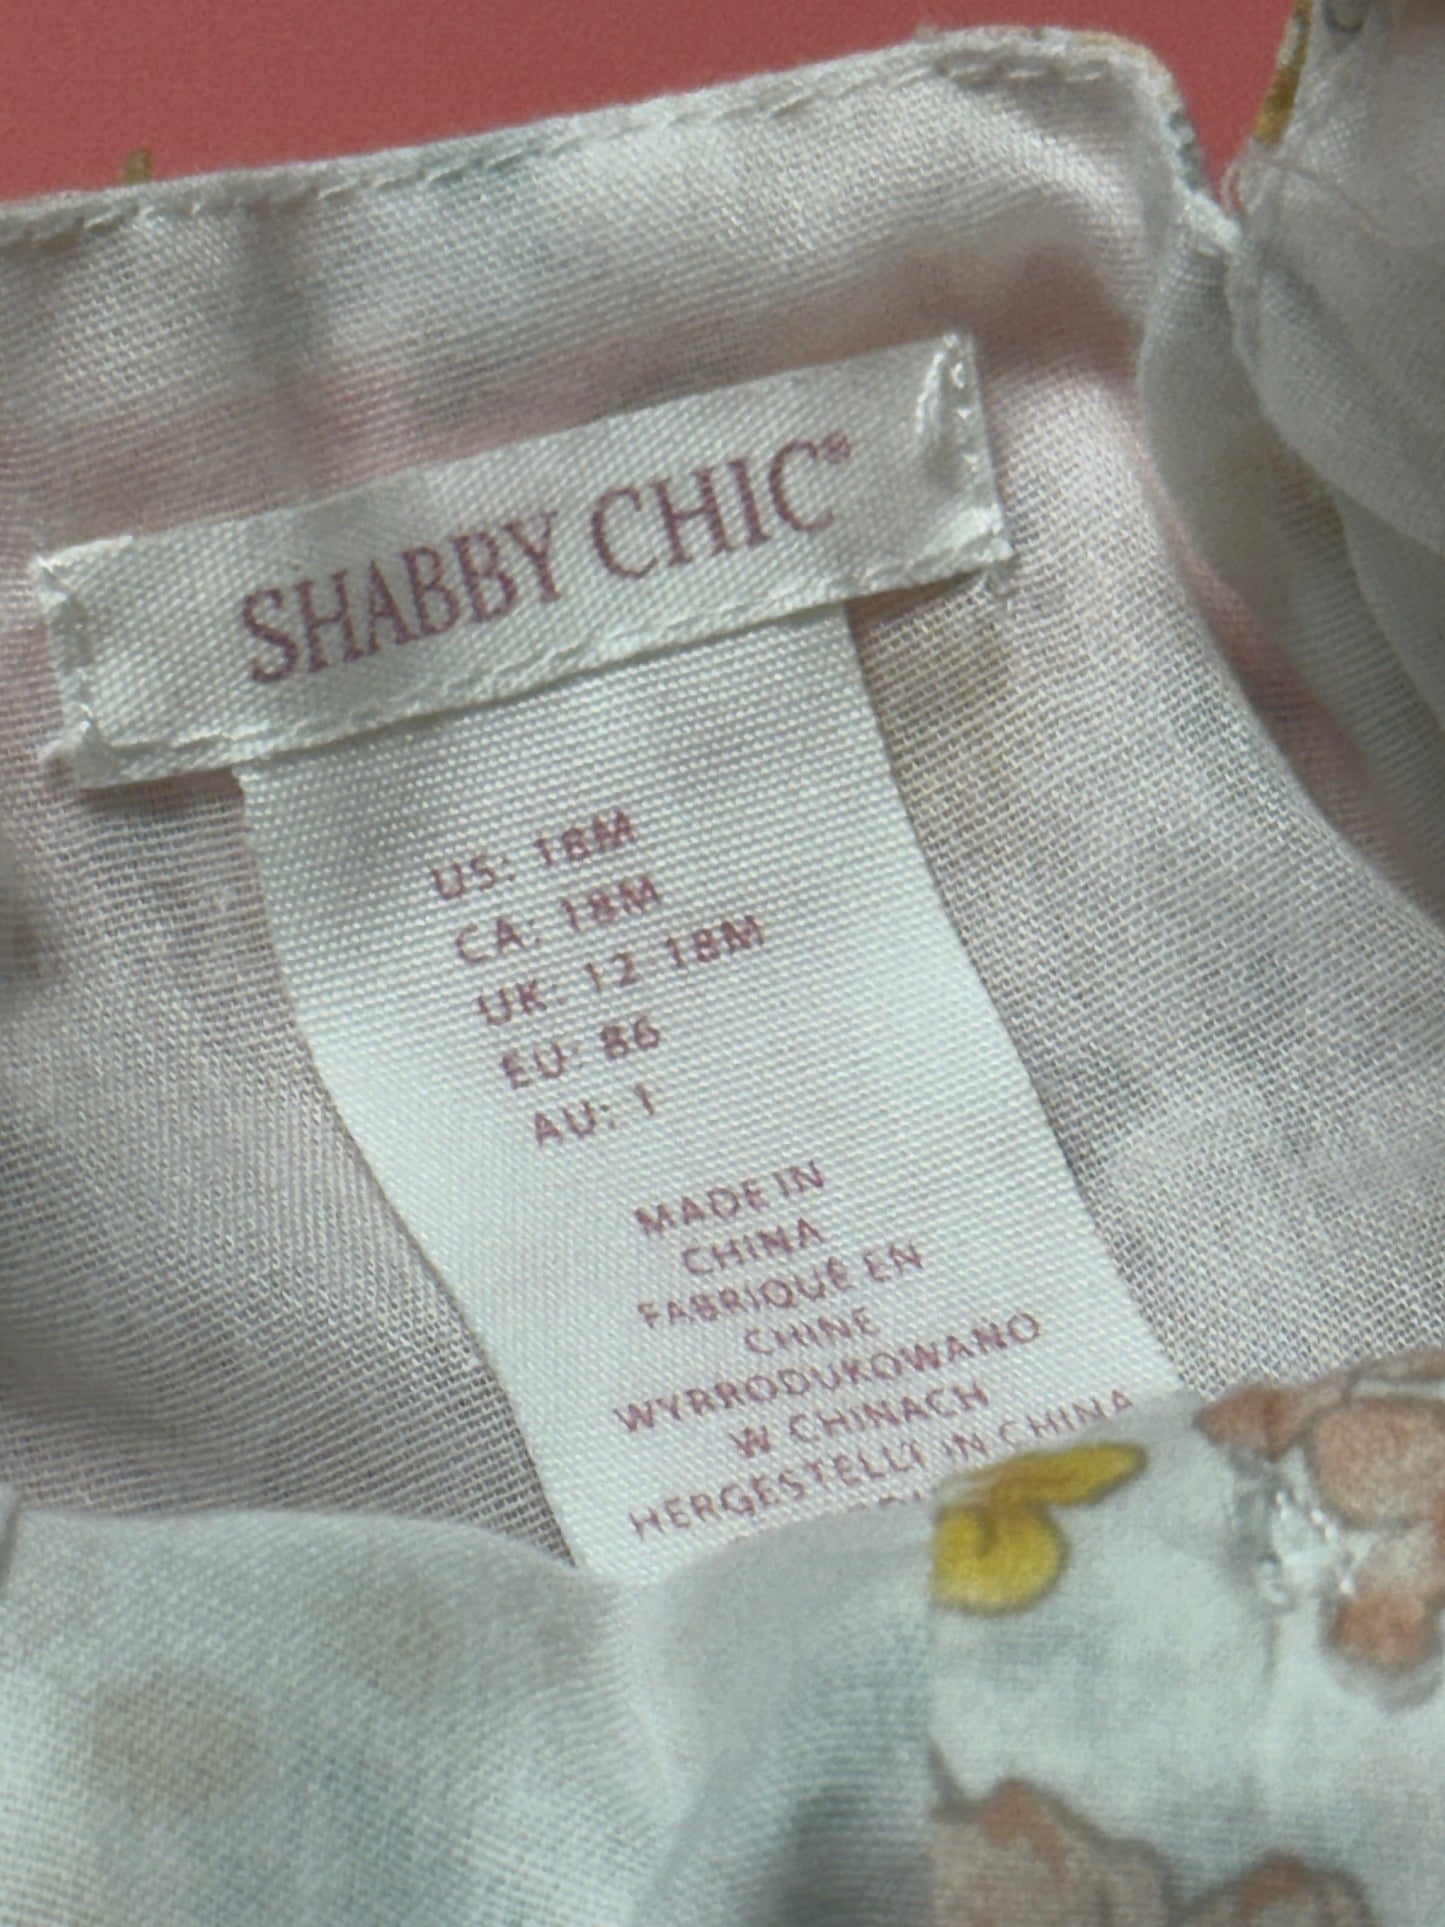 SHABBY CHIC®
US: 18M
CA: 18M
UK: 12-18M
EU: 86
AU: 1
MADE IN
CHINA
FABRIQUÉ EN
CHINE
WYPRODUKOWANO
W CHINACH
HERGESTELLT IN CHINA